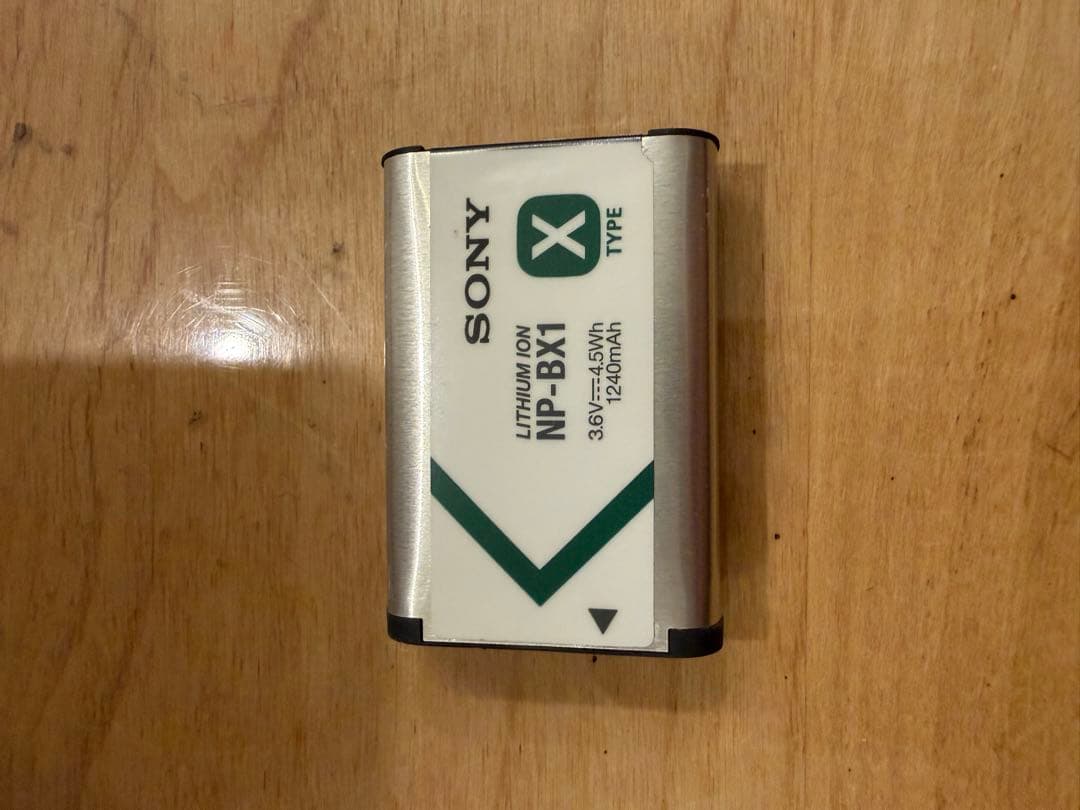 SONY
LITHIUM ION
NP-BX1
X
TYPE
3.6V⎓4.5Wh
1240mAh